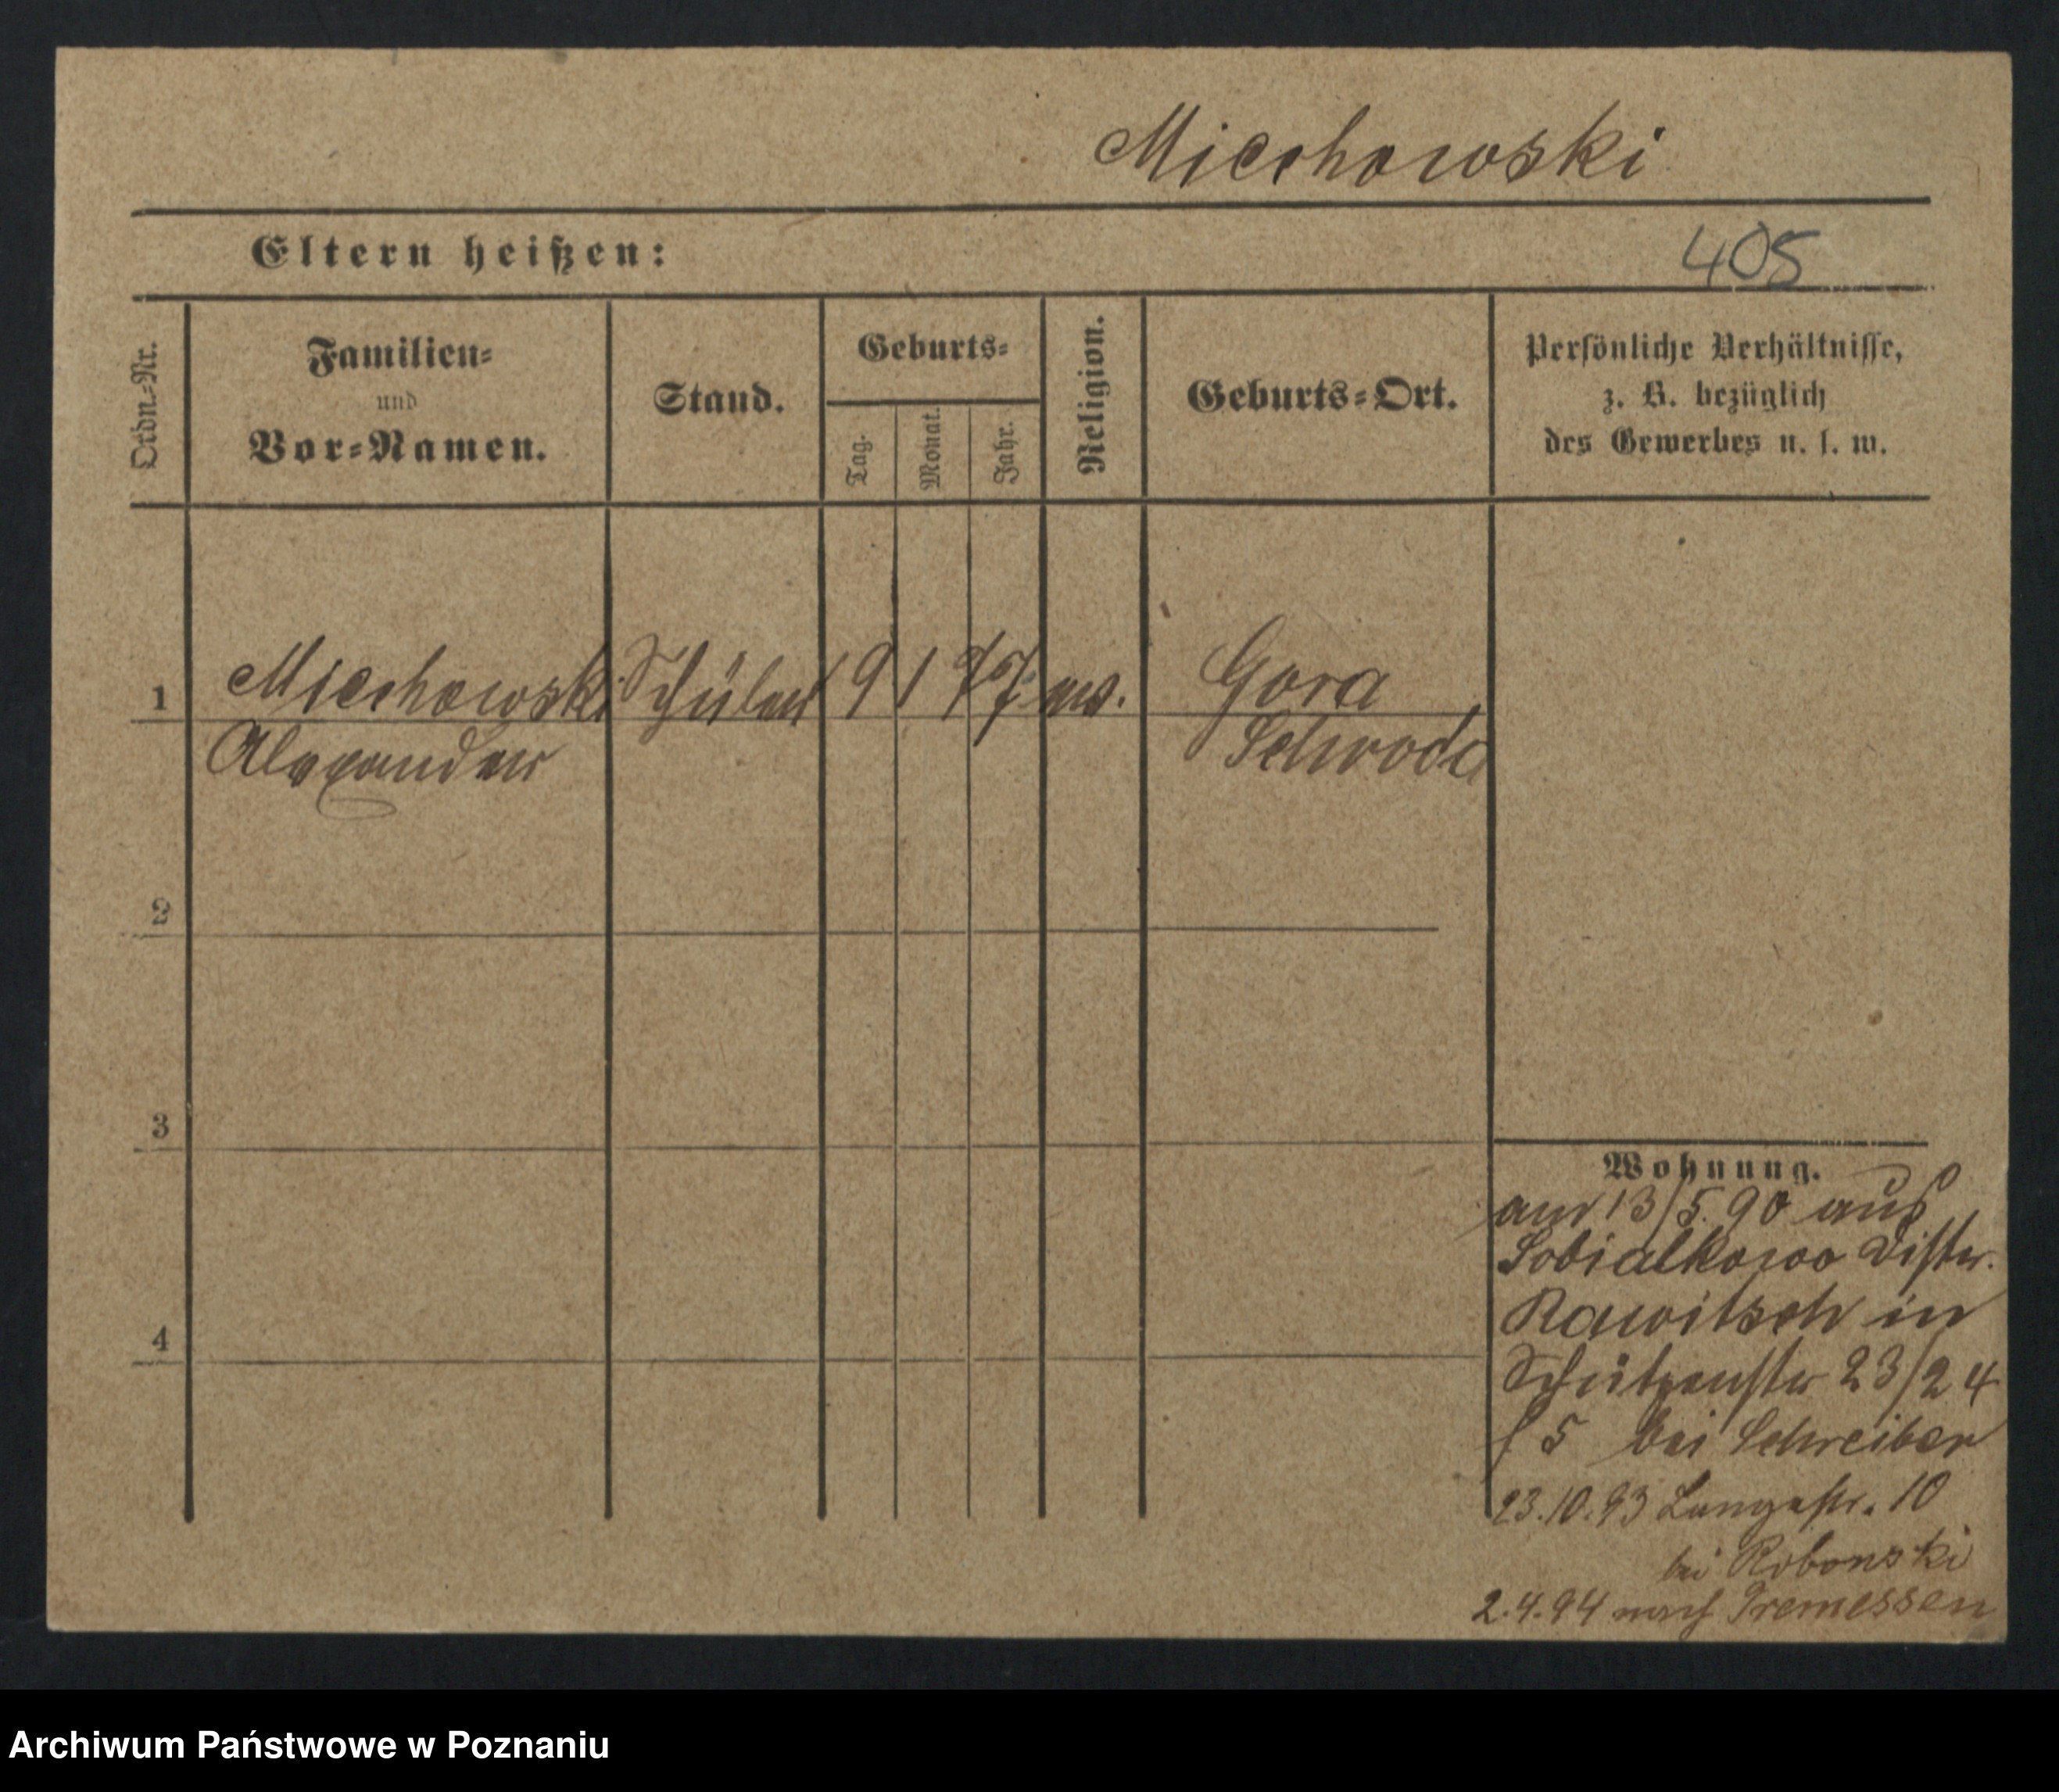 Miechowski
Eltern heißen:
405
Ordn.-Nr.
Familien-
und
Vor-Namen.
Stand.
Geburts-
Tag.
Monat.
Jahr.
Religion.
Geburts-Ort.
Persönliche Verhältnisse,
z. B. bezüglich
des Gewerbes u. s. w.
1
Miechowski Schüler 9 1 Gora
Alexander Schroda
2
3
4
Wohnung.
am 13/5. 90 aus
Sobialkowo Distr.
Rawitsch in
Schützenstr 23/24
5 bei Schreiber
23.10.93 Langestr. 10
bei Robonski
2.4.94 nach Tremessen
Archiwum Państwowe w Poznaniu